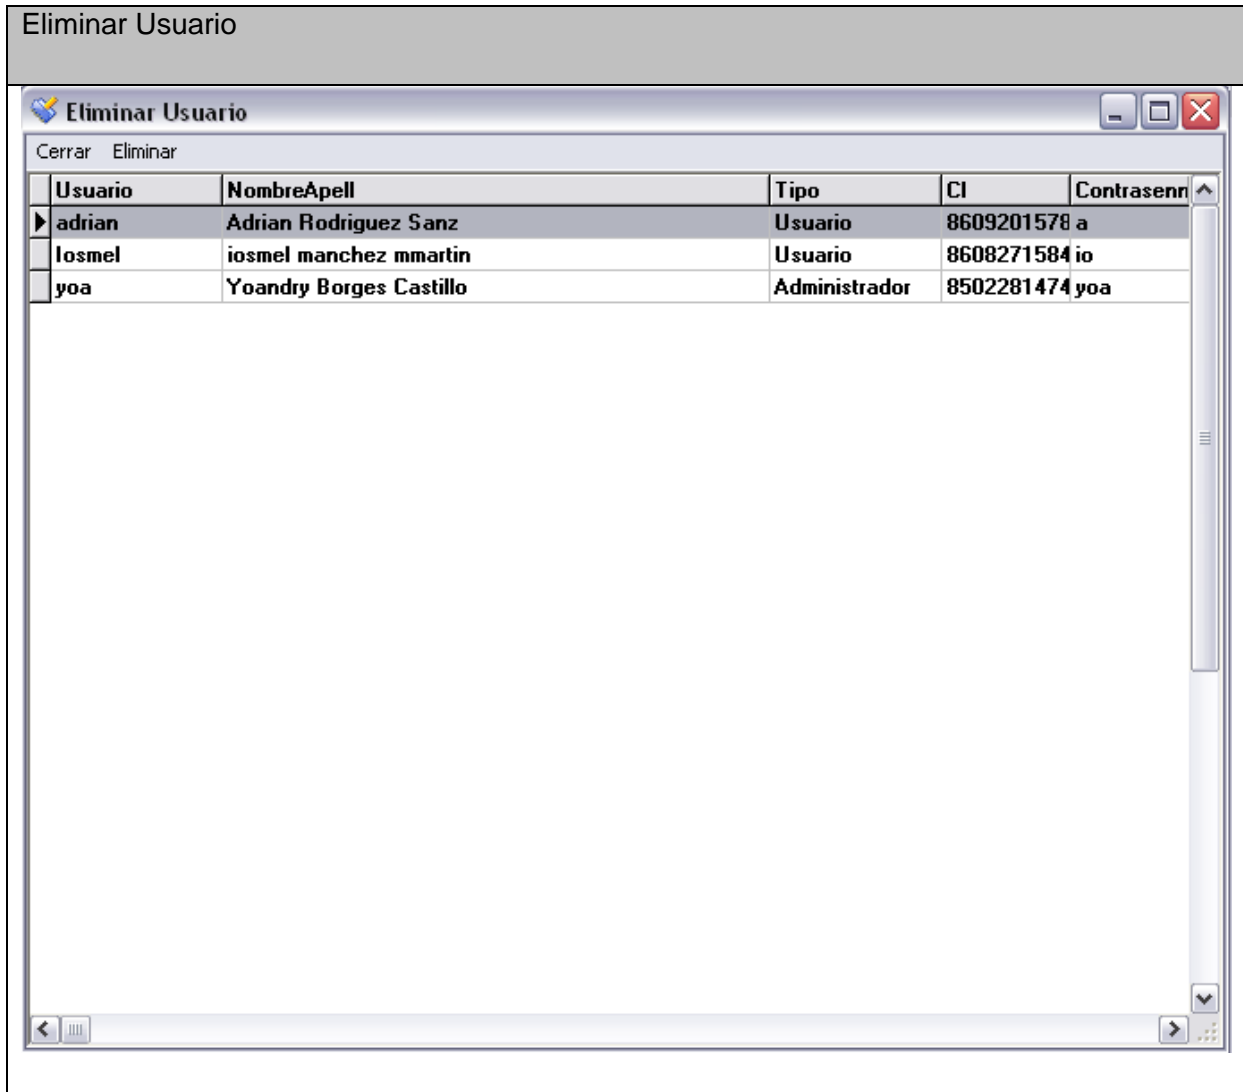 Eliminar Usuario
Eliminar Usuario
Cerrar Eliminar
Usuario NombreApell Tipo CI Contrasenn
adrian Adrian Rodriguez Sanz Usuario 8609201578 a
Iosmel iosmel manchez mmartin Usuario 8608271584 io
yoa Yoandry Borges Castillo Administrador 8502281474 yoa